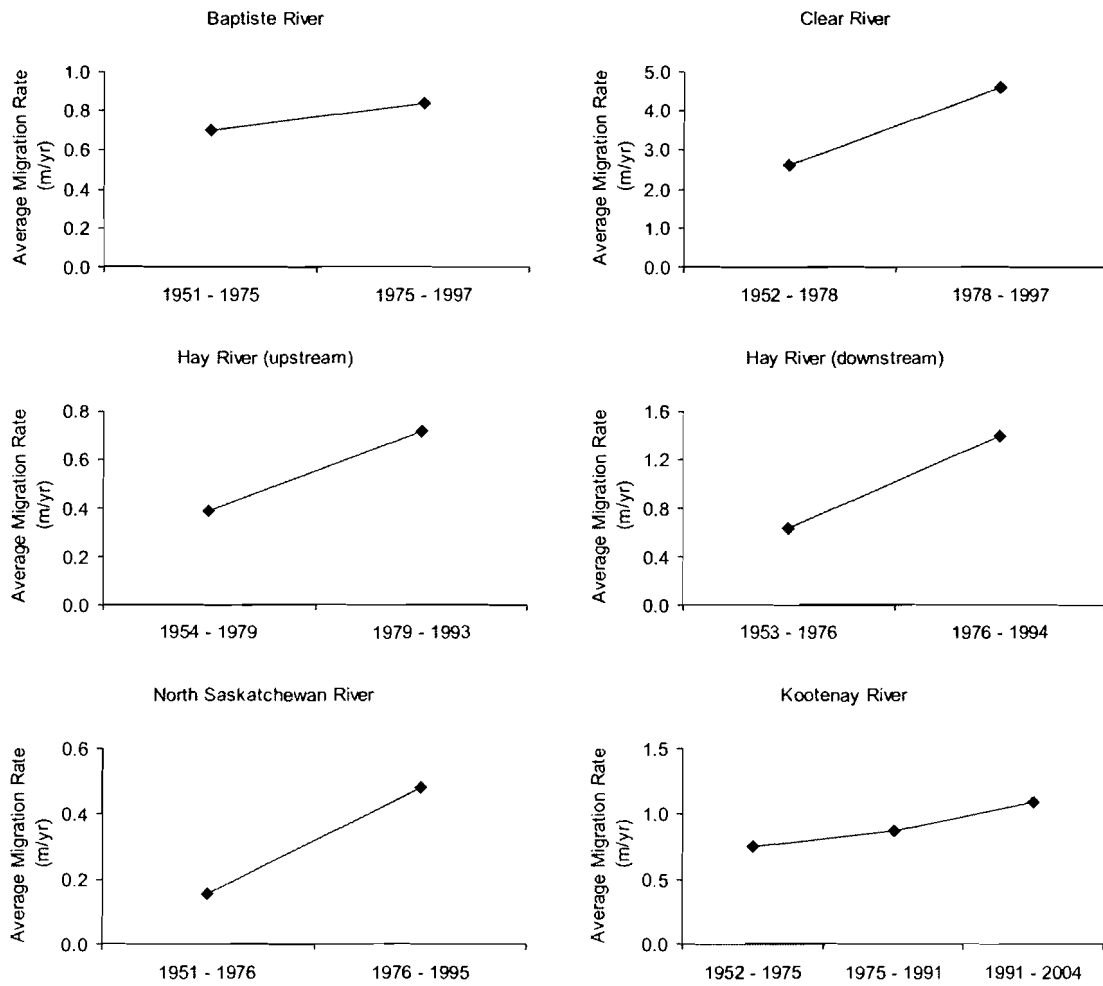 Baptiste River
Average Migration Rate
(m/yr)
1.0
0.8
0.6
0.4
0.2
0.0
1951 - 1975
1975 - 1997
Clear River
Average Migration Rate
(m/yr)
5.0
4.0
3.0
2.0
1.0
0.0
1952 - 1978
1978 - 1997
Hay River (upstream)
Average Migration Rate
(m/yr)
0.8
0.6
0.4
0.2
0.0
1954 - 1979
1979 - 1993
Hay River (downstream)
Average Migration Rate
(m/yr)
1.6
1.2
0.8
0.4
0.0
1953 - 1976
1976 - 1994
North Saskatchewan River
Average Migration Rate
(m/yr)
0.6
0.4
0.2
0.0
1951 - 1976
1976 - 1995
Kootenay River
Average Migration Rate
(m/yr)
1.5
1.0
0.5
0.0
1952 - 1975
1975 - 1991
1991 - 2004